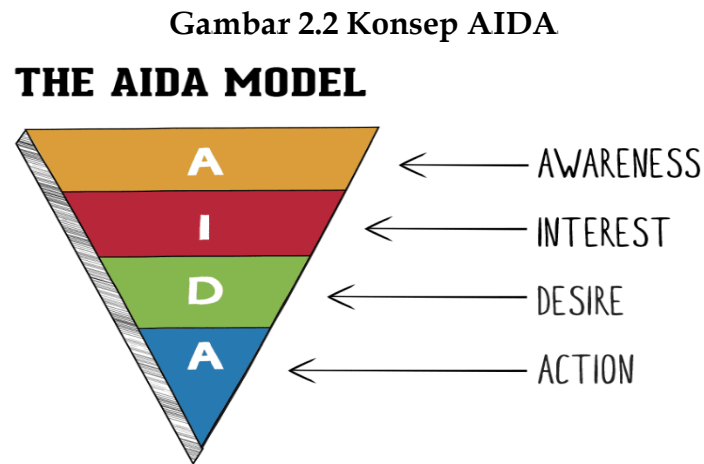 Gambar 2.2 Konsep AIDA
THE AIDA MODEL
A
AWARENESS
I
INTEREST
D
DESIRE
A
ACTION